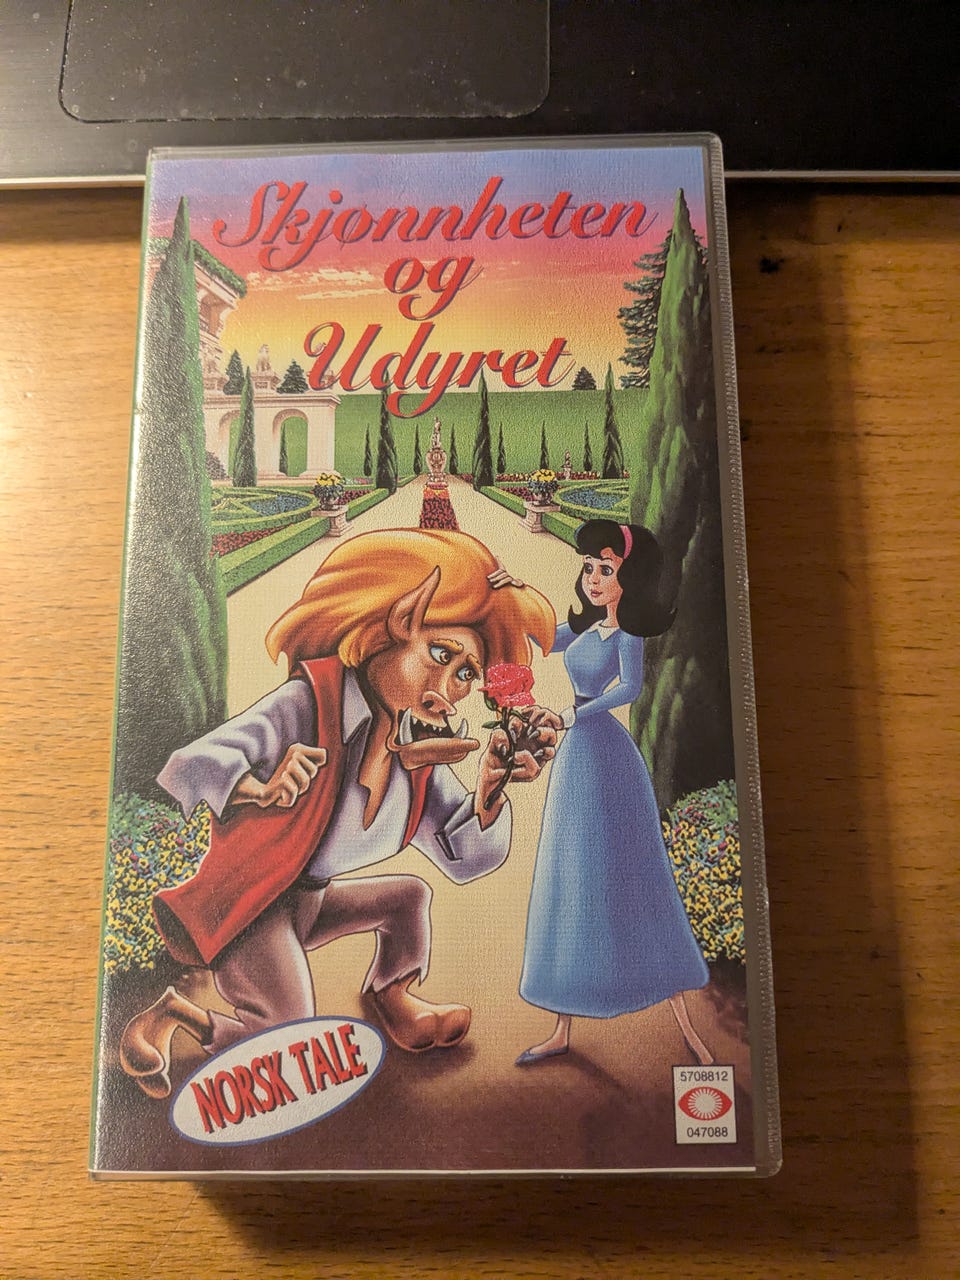 Skjønnheten
og
Udyret
NORSK TALE
5708812
047088